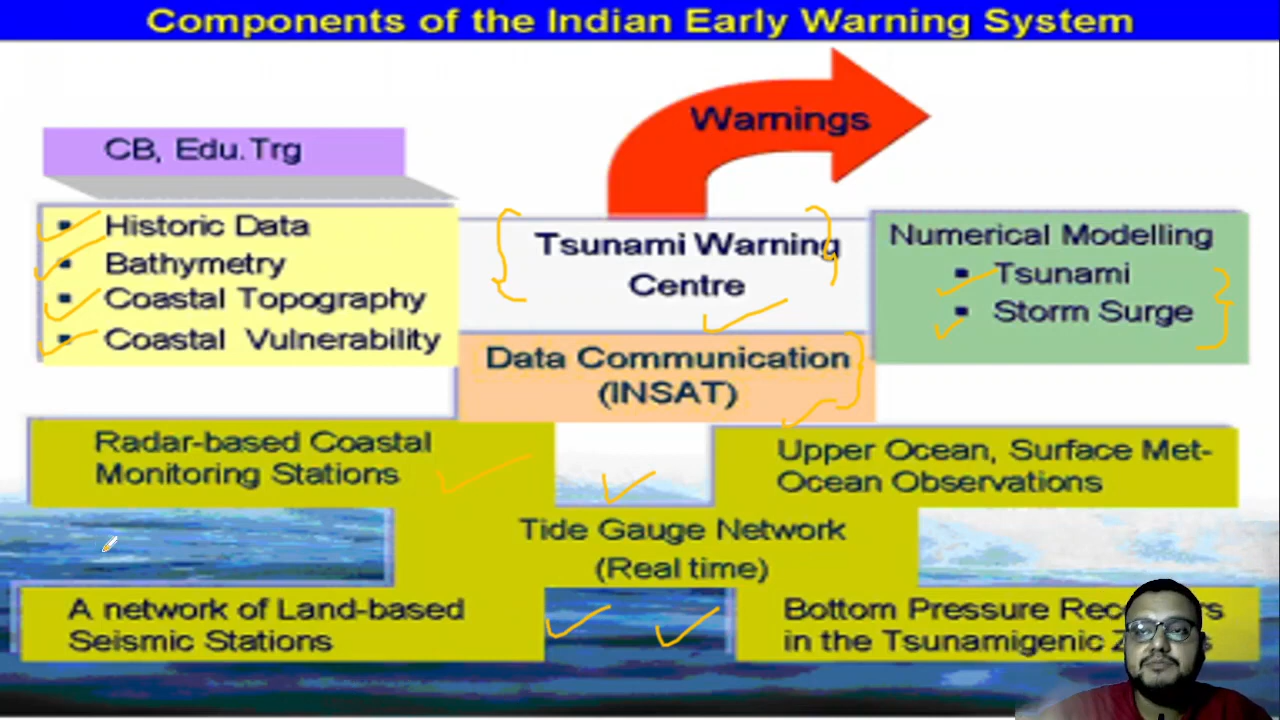 Components of the Indian Early Warning System
Warnings
CB, Edu.Trg
Historic Data
Bathymetry
Coastal Topography
Coastal Vulnerability
Tsunami Warning
Centre
Numerical Modelling
Tsunami
Storm Surge
Data Communication
(INSAT)
Radar-based Coastal
Monitoring Stations
Upper Ocean, Surface Met-
Ocean Observations
Tide Gauge Network
(Real time)
A network of Land-based
Seismic Stations
Bottom Pressure
in the Tsunamigenic